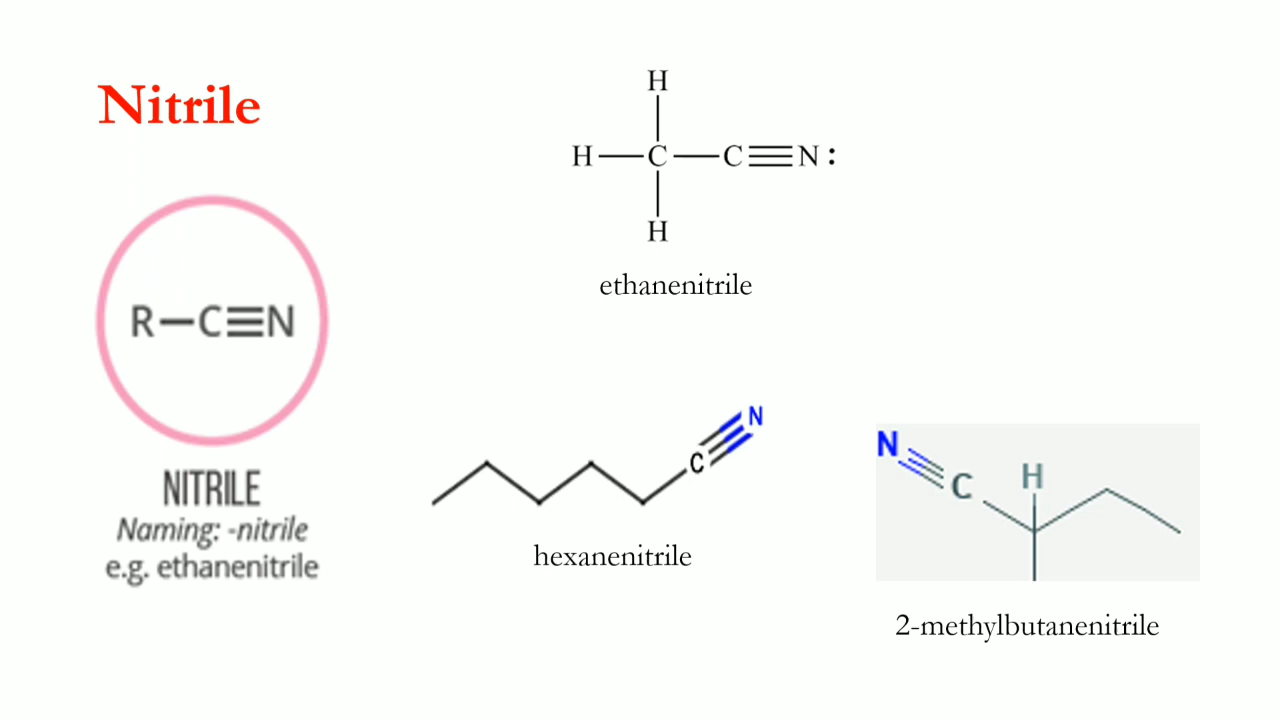 Nitrile
H
H—C—C≡N:
H
ethanenitrile
R—C≡N
NITRILE
Naming: -nitrile
e.g. ethanenitrile
N
C
hexanenitrile
N
C
H
2-methylbutanenitrile